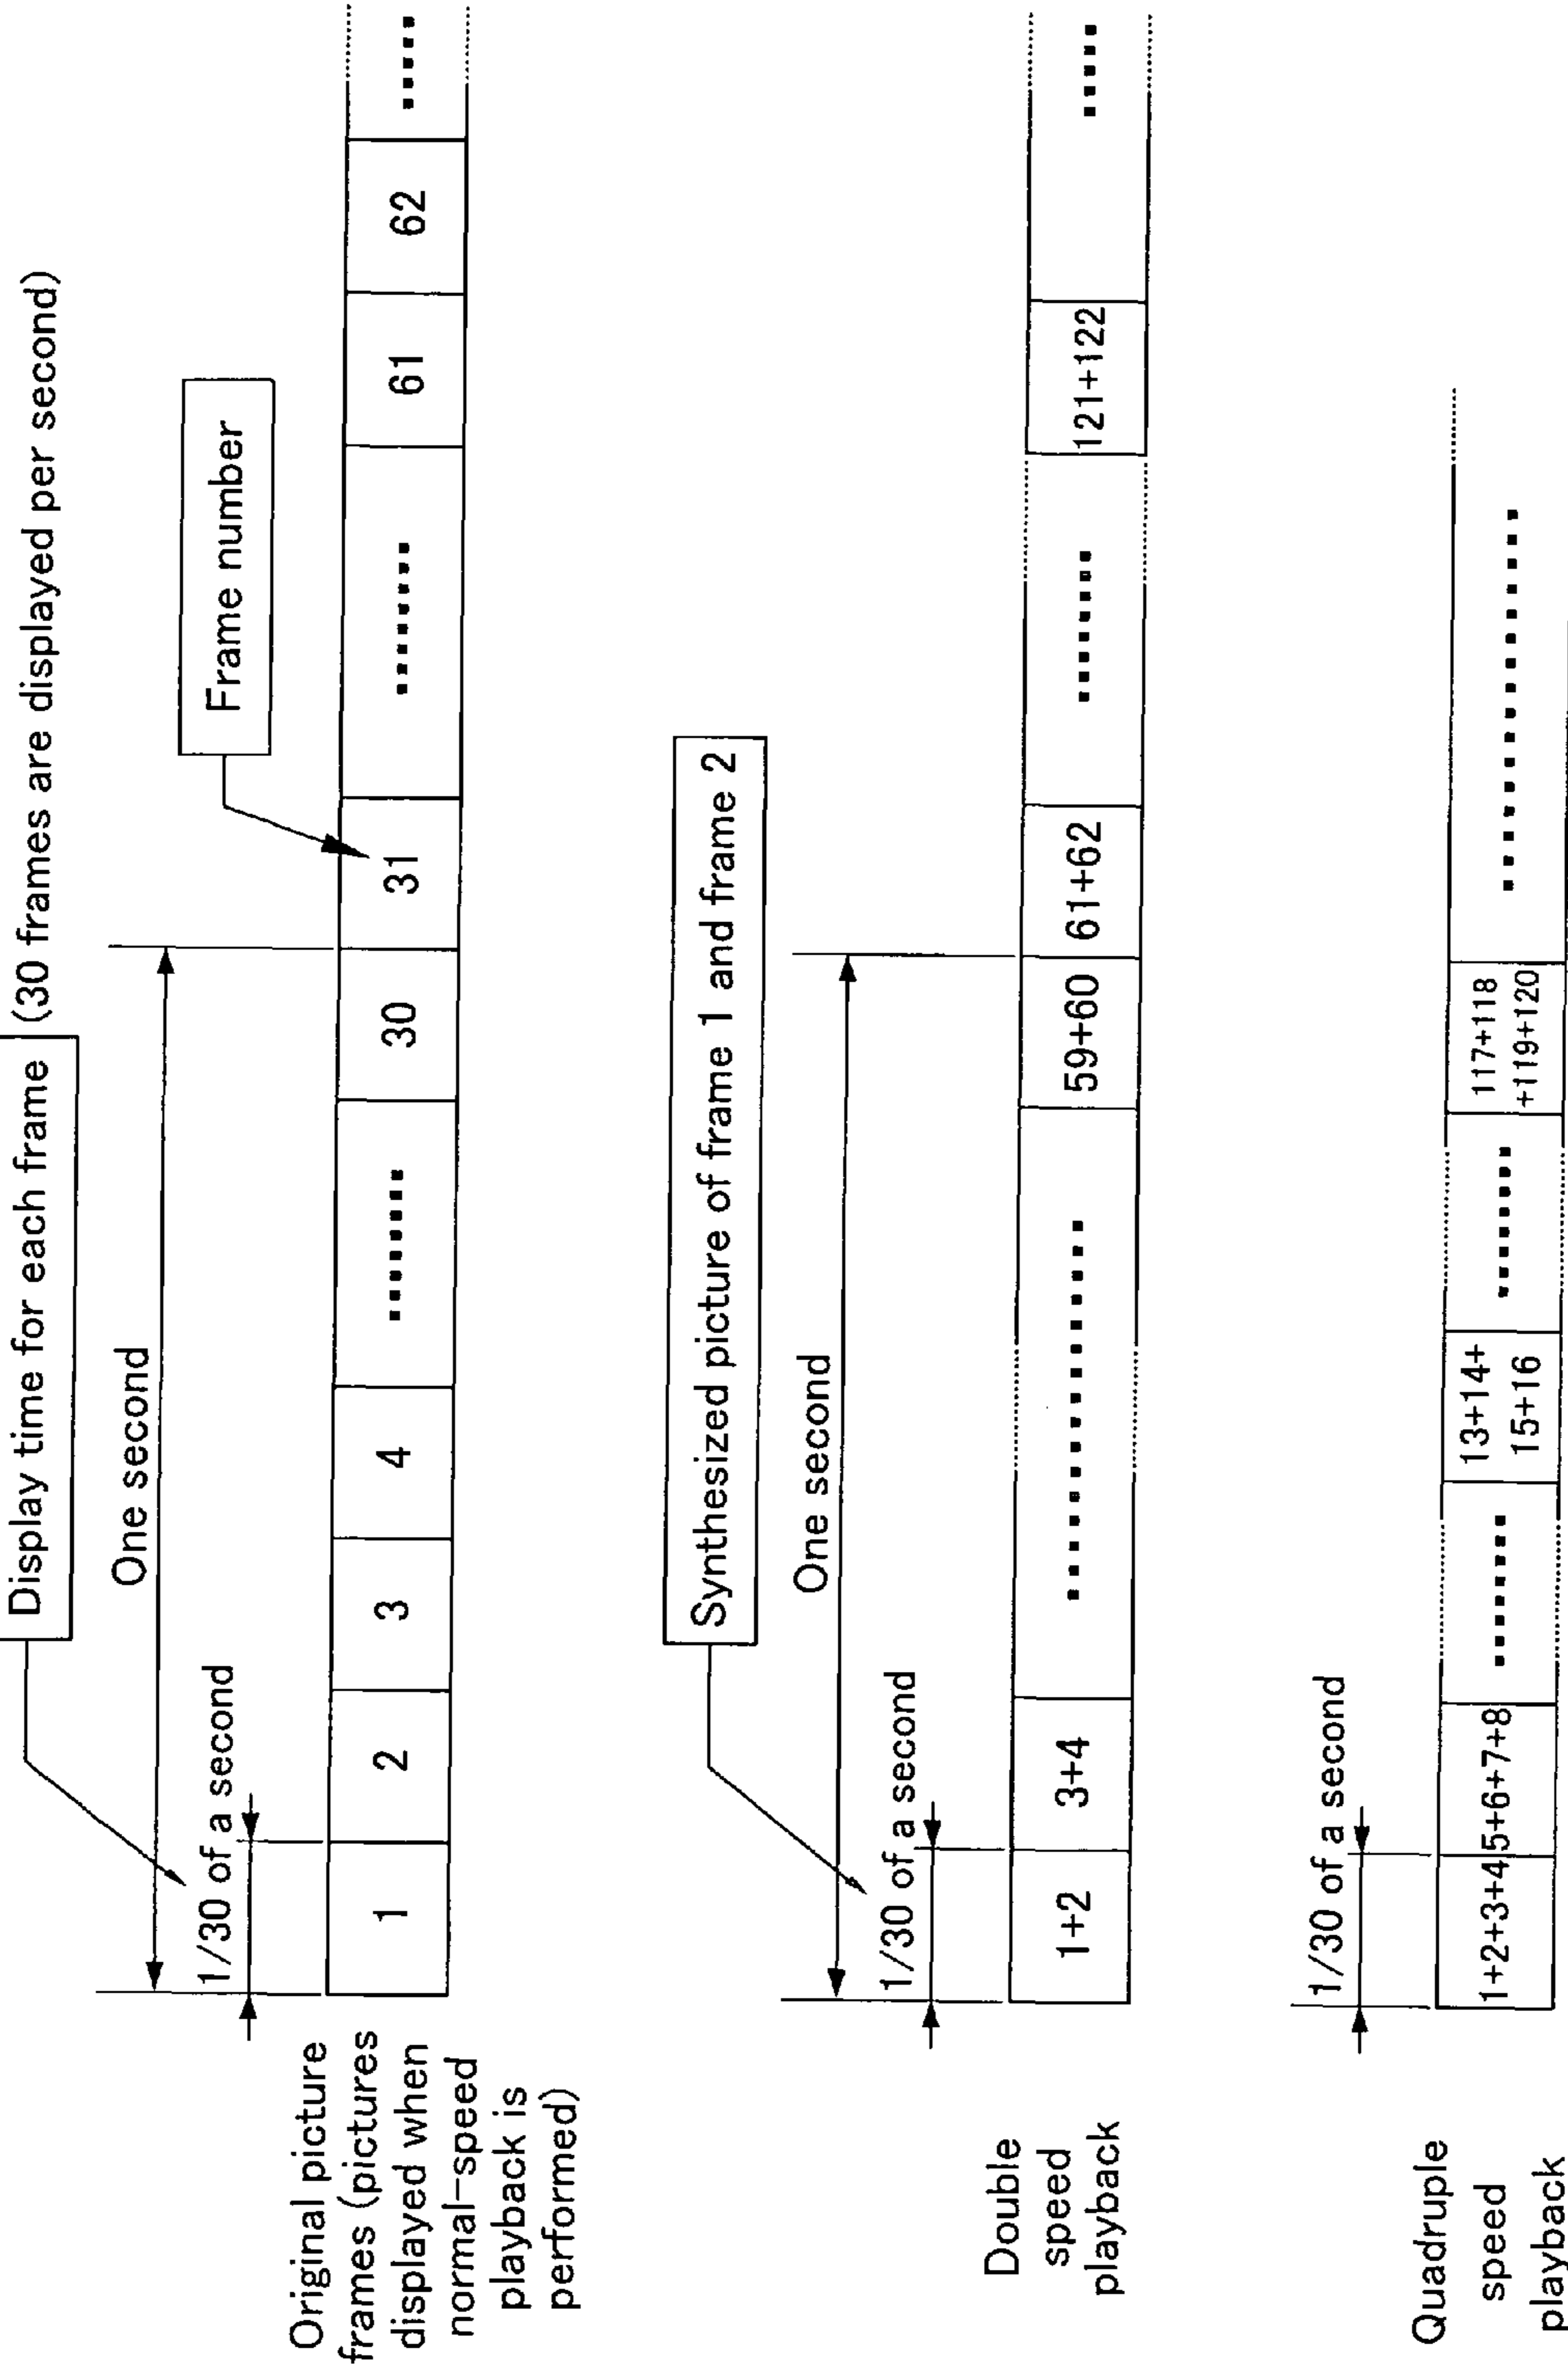 Display time for each frame (30 frames are displayed per second)
One second
1/30 of a second
Frame number
Original picture
frames (pictures
displayed when
normal-speed
playback is
performed)
1 2 3 4 ········ 30 31 ········ 61 62 ·····
Synthesized picture of frame 1 and frame 2
One second
1/30 of a second
Double
speed
playback
1+2 3+4 ················ 59+60 61+62 ········ 121+122 ·····
1/30 of a second
Quadruple
speed
playback
1+2+3+4 5+6+7+8 ········ 13+14+
15+16 ········ 117+118
+119+120 ················